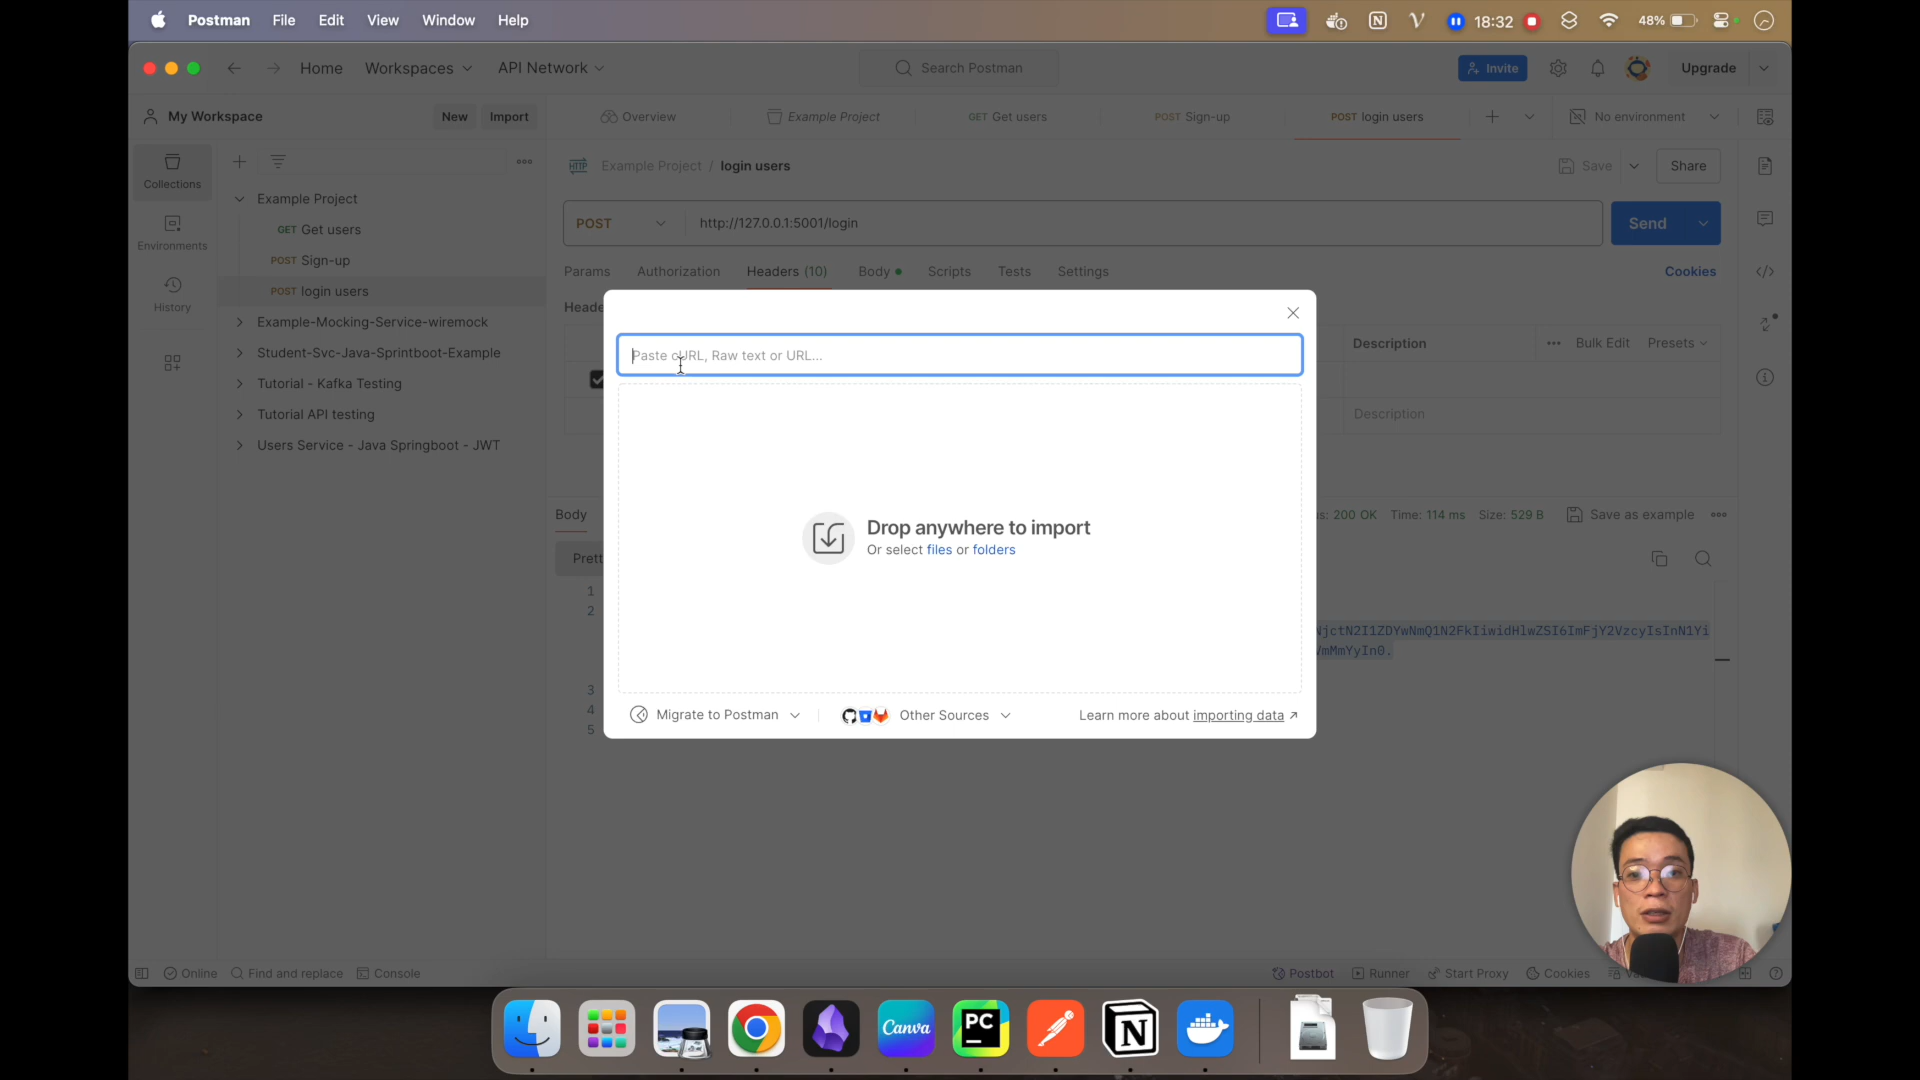 Postman File Edit View Window Help
18:32 48%
Home Workspaces API Network Search Postman Invite Upgrade
My Workspace New Import
Overview Example Project GET Get users POST Sign-up POST login users No environment
Collections
Environments
History
Example Project
GET Get users
POST Sign-up
POST login users
Example-Mocking-Service-wiremock
Student-Svc-Java-Sprintboot-Example
Tutorial - Kafka Testing
Tutorial API testing
Users Service - Java Springboot - JWT
HTTP Example Project / login users Save Share
POST http://127.0.0.1:5001/login Send
Params Authorization Headers (10) Body Scripts Tests Settings Cookies
Heade
Description Bulk Edit Presets
Description
Paste cURL, Raw text or URL...
Drop anywhere to import
Or select files or folders
Migrate to Postman Other Sources Learn more about importing data
Body s: 200 OK Time: 114 ms Size: 529 B Save as example
Prett
1
2
3
4
5
Online Find and replace Console Postbot Runner Start Proxy Cookies
Canva PC N